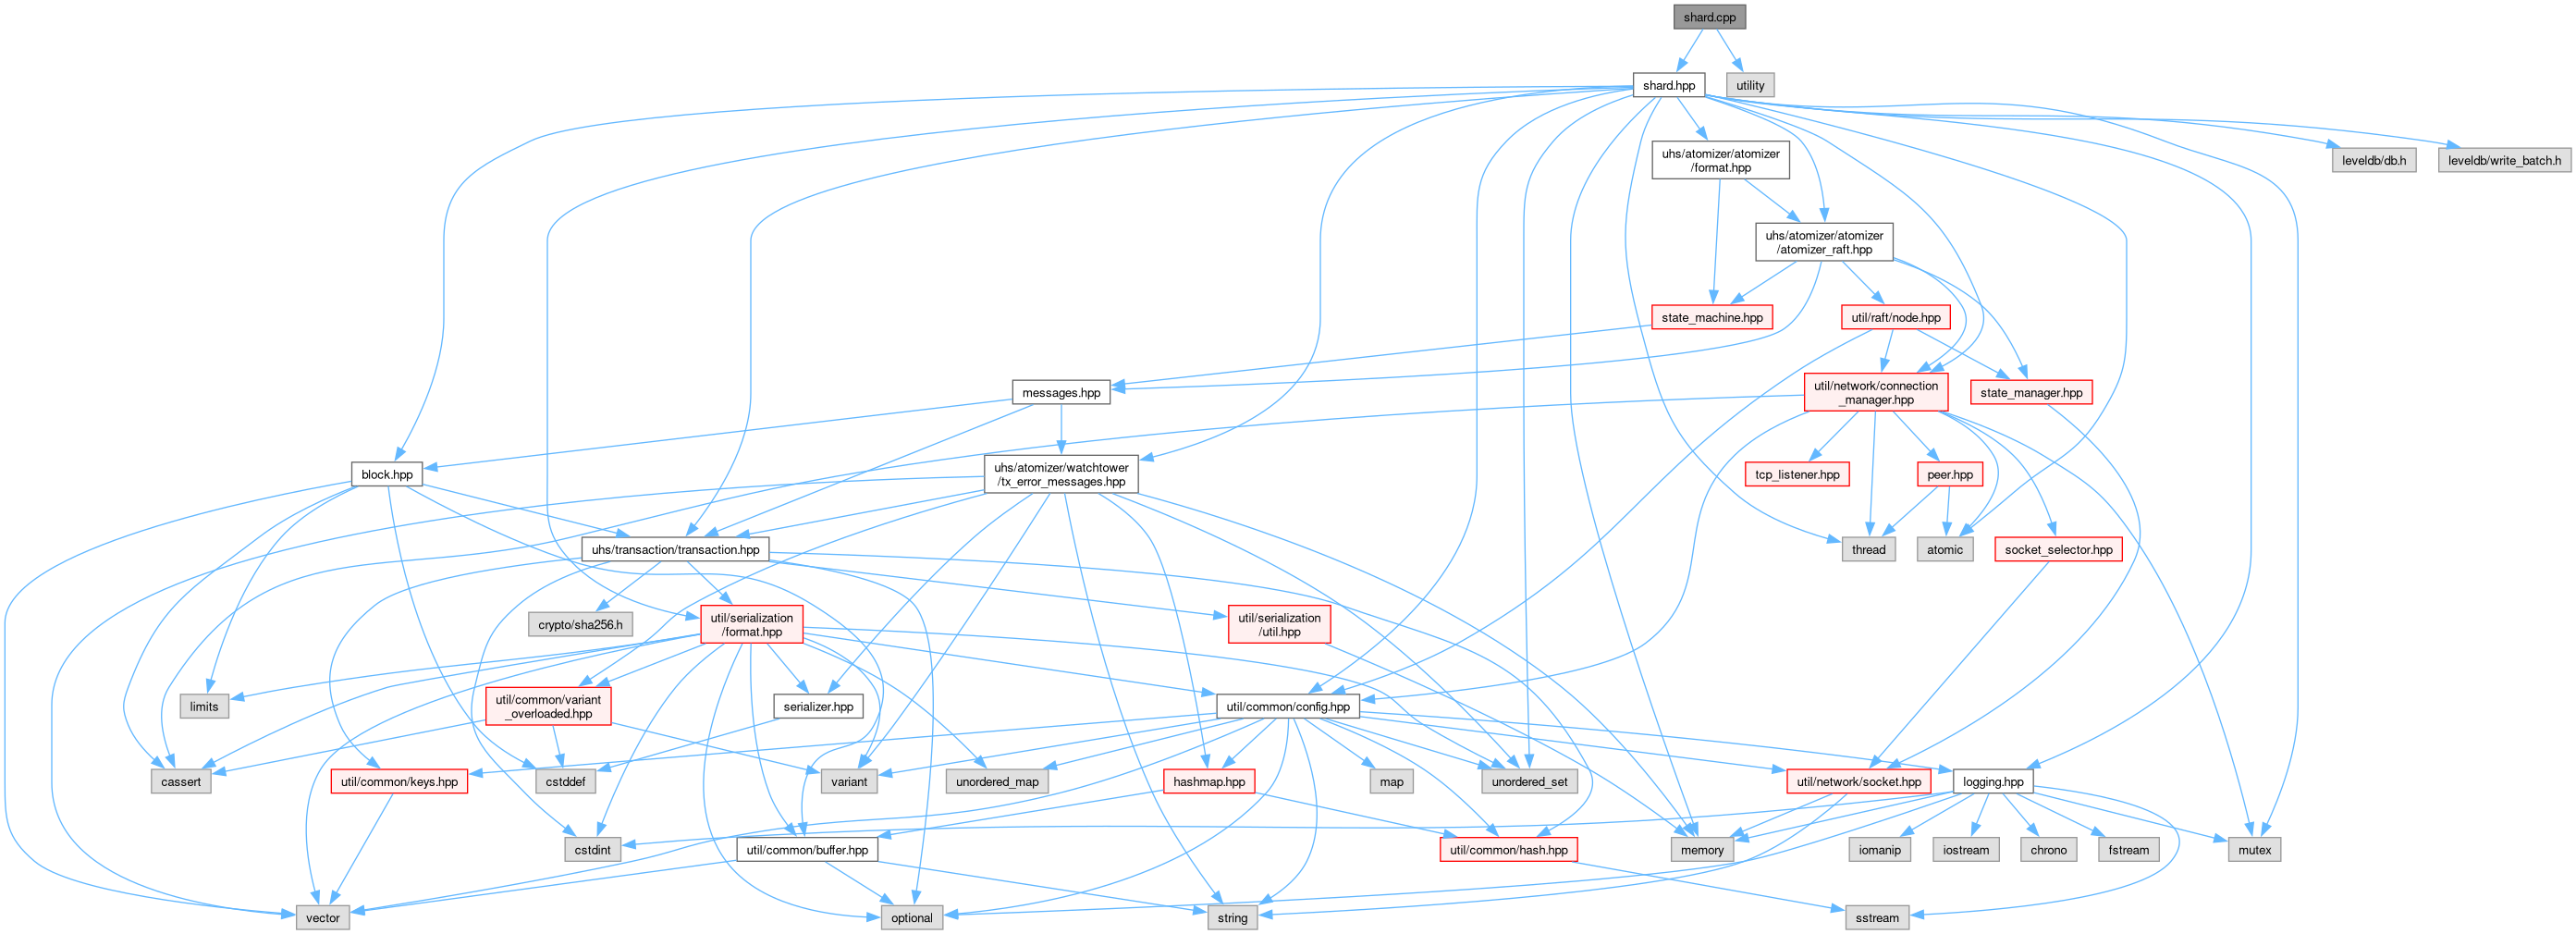 shard.cpp
shard.hpp
utility
uhs/atomizer/atomizer
/format.hpp
leveldb/db.h
leveldb/write_batch.h
uhs/atomizer/atomizer
/atomizer_raft.hpp
state_machine.hpp
util/raft/node.hpp
messages.hpp
util/network/connection
_manager.hpp
state_manager.hpp
block.hpp
uhs/atomizer/watchtower
/tx_error_messages.hpp
tcp_listener.hpp
peer.hpp
uhs/transaction/transaction.hpp
thread
atomic
socket_selector.hpp
crypto/sha256.h
util/serialization
/format.hpp
util/serialization
/util.hpp
limits
util/common/variant
_overloaded.hpp
serializer.hpp
util/common/config.hpp
cassert
util/common/keys.hpp
cstddef
variant
unordered_map
hashmap.hpp
map
unordered_set
util/network/socket.hpp
logging.hpp
cstdint
util/common/buffer.hpp
util/common/hash.hpp
memory
iomanip
iostream
chrono
fstream
mutex
vector
optional
string
sstream